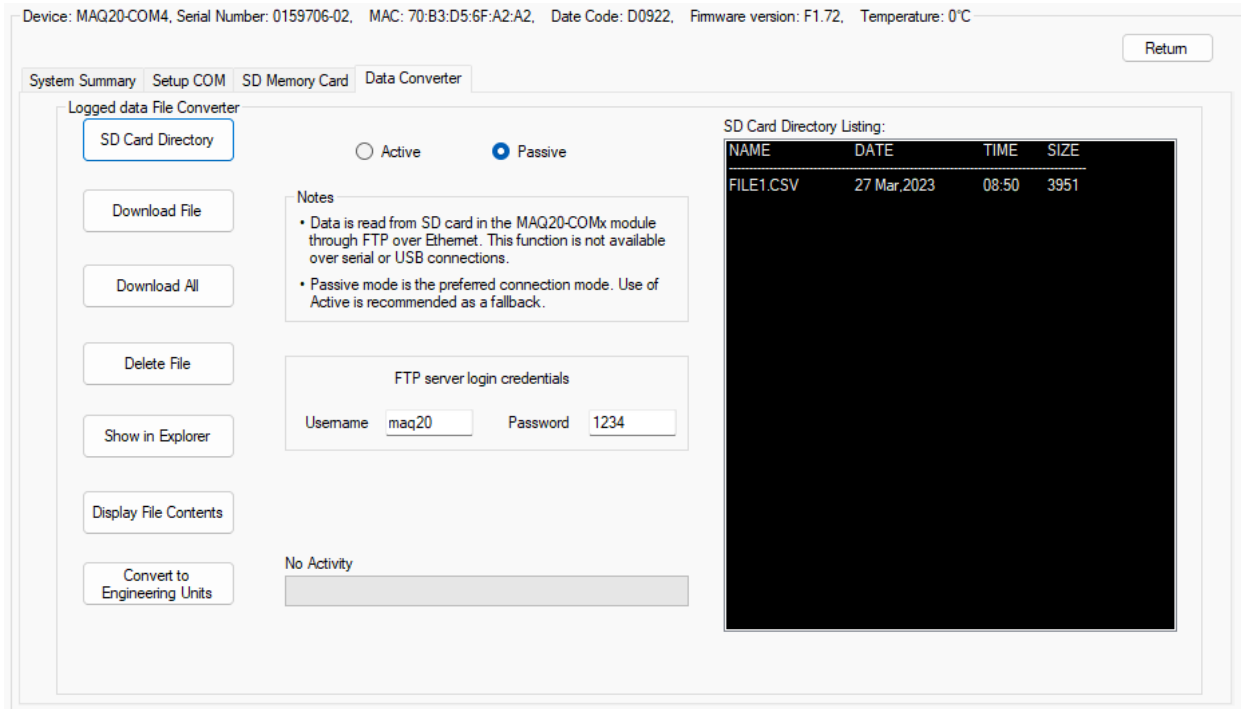 Device: MAQ20-COM4, Serial Number: 0159706-02, MAC: 70:B3:D5:6F:A2:A2, Date Code: D0922, Firmware version: F1.72, Temperature: 0°C
Return
System Summary Setup COM SD Memory Card Data Converter
Logged data File Converter
SD Card Directory
Download File
Download All
Delete File
Show in Explorer
Display File Contents
Convert to
Engineering Units
Active Passive
Notes
• Data is read from SD card in the MAQ20-COMx module
through FTP over Ethernet. This function is not available
over serial or USB connections.
• Passive mode is the preferred connection mode. Use of
Active is recommended as a fallback.
FTP server login credentials
Username maq20 Password 1234
No Activity
SD Card Directory Listing:
NAME DATE TIME SIZE
FILE1.CSV 27 Mar,2023 08:50 3951